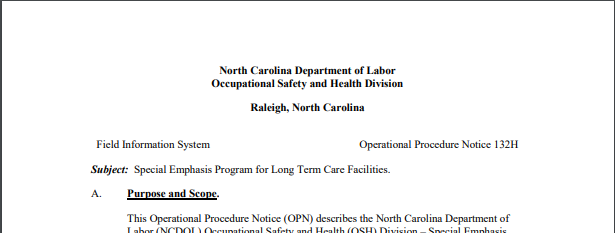 North Carolina Department of Labor
Occupational Safety and Health Division
Raleigh, North Carolina
Field Information System Operational Procedure Notice 132H
Subject: Special Emphasis Program for Long Term Care Facilities.
A. Purpose and Scope.
This Operational Procedure Notice (OPN) describes the North Carolina Department of
Labor (NCDOL) Occupational Safety and Health (OSH) Division – Special Emphasis